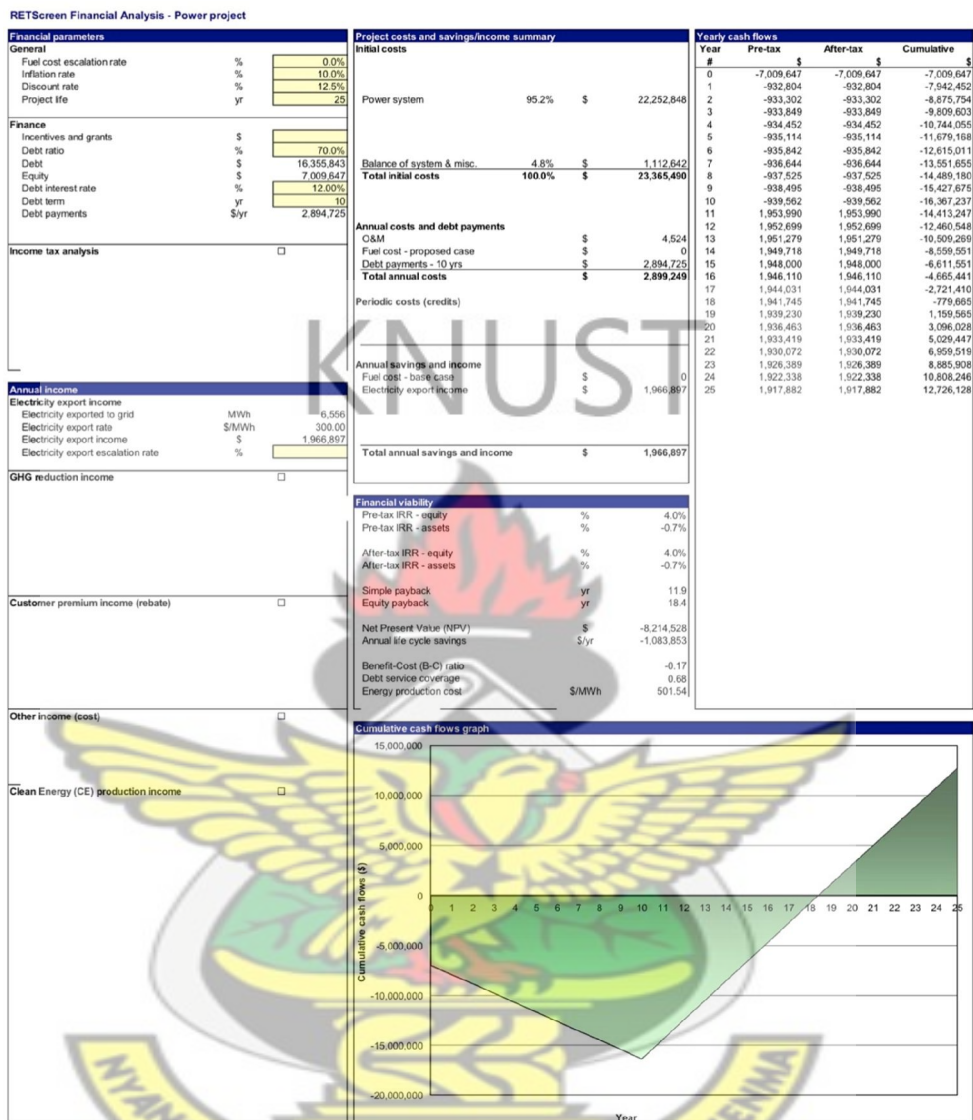 RETScreen Financial Analysis - Power project
Financial parameters
General
Fuel cost escalation rate % 0.0%
Inflation rate % 10.0%
Discount rate % 12.5%
Project life yr 25
Finance
Incentives and grants $
Debt ratio % 70.0%
Debt $ 16,355,843
Equity $ 7,009,647
Debt interest rate % 12.00%
Debt term yr 10
Debt payments $/yr 2,894,725
Income tax analysis
Annual income
Electricity export income
Electricity exported to grid MWh 6,556
Electricity export rate $/MWh 300.00
Electricity export income $ 1,966,897
Electricity export escalation rate %
GHG reduction income
Customer premium income (rebate)
Other income (cost)
Clean Energy (CE) production income
Project costs and savings/income summary
Initial costs
Power system 95.2% $ 22,252,848
Balance of system & misc. 4.8% $ 1,112,642
Total initial costs 100.0% $ 23,365,490
Annual costs and debt payments
O&M $ 4,524
Fuel cost - proposed case $ 0
Debt payments - 10 yrs $ 2,894,725
Total annual costs $ 2,899,249
Periodic costs (credits)
KNUST
Annual savings and income
Fuel cost - base case $ 0
Electricity export income $ 1,966,897
Total annual savings and income $ 1,966,897
Financial viability
Pre-tax IRR - equity % 4.0%
Pre-tax IRR - assets % -0.7%
After-tax IRR - equity % 4.0%
After-tax IRR - assets % -0.7%
Simple payback yr 11.9
Equity payback yr 18.4
Net Present Value (NPV) $ -8,214,528
Annual life cycle savings $/yr -1,083,853
Benefit-Cost (B-C) ratio -0.17
Debt service coverage 0.68
Energy production cost $/MWh 501.54
Yearly cash flows
Year Pre-tax After-tax Cumulative
# $ $ $
0 -7,009,647 -7,009,647 -7,009,647
1 -932,804 -932,804 -7,942,452
2 -933,302 -933,302 -8,875,754
3 -933,849 -933,849 -9,809,603
4 -934,452 -934,452 -10,744,055
5 -935,114 -935,114 -11,679,168
6 -935,842 -935,842 -12,615,011
7 -936,644 -936,644 -13,551,655
8 -937,525 -937,525 -14,489,180
9 -938,495 -938,495 -15,427,675
10 -939,562 -939,562 -16,367,237
11 1,953,990 1,953,990 -14,413,247
12 1,952,699 1,952,699 -12,460,548
13 1,951,279 1,951,279 -10,509,269
14 1,949,718 1,949,718 -8,559,551
15 1,948,000 1,948,000 -6,611,551
16 1,946,110 1,946,110 -4,665,441
17 1,944,031 1,944,031 -2,721,410
18 1,941,745 1,941,745 -779,665
19 1,939,230 1,939,230 1,159,565
20 1,936,463 1,936,463 3,096,028
21 1,933,419 1,933,419 5,029,447
22 1,930,072 1,930,072 6,959,519
23 1,926,389 1,926,389 8,885,908
24 1,922,338 1,922,338 10,808,246
25 1,917,882 1,917,882 12,726,128
Cumulative cash flows graph
15,000,000
10,000,000
5,000,000
0
0 1 2 3 4 5 6 7 8 9 10 11 12 13 14 15 16 17 18 19 20 21 22 23 24 25
-5,000,000
-10,000,000
-15,000,000
-20,000,000
Cumulative cash flows ($)
Year